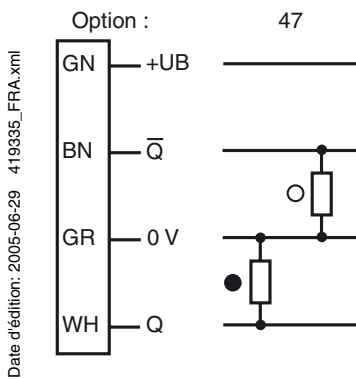 Option : 47
GN +UB
BN Q̅
GR 0 V
WH Q
Date d'édition: 2005-06-29 419335_FRA.xml